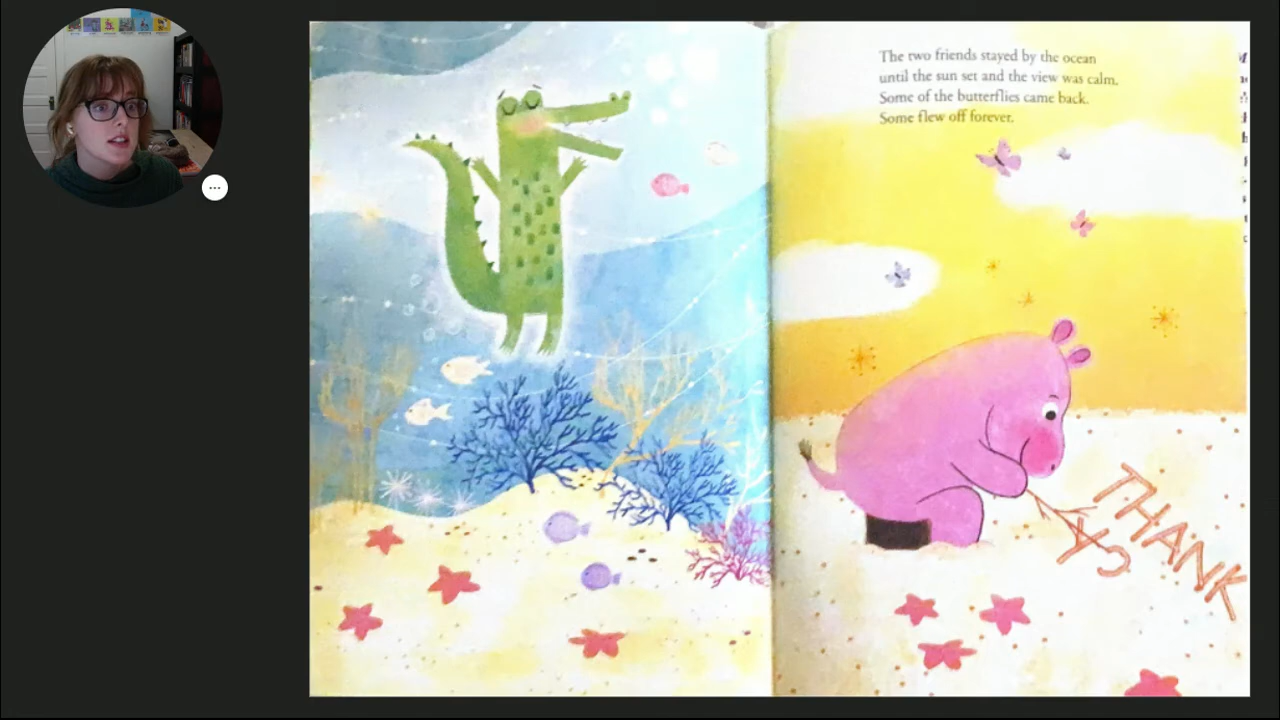 The two friends stayed by the ocean
until the sun set and the view was calm.
Some of the butterflies came back.
Some flew off forever.
THANK
YO